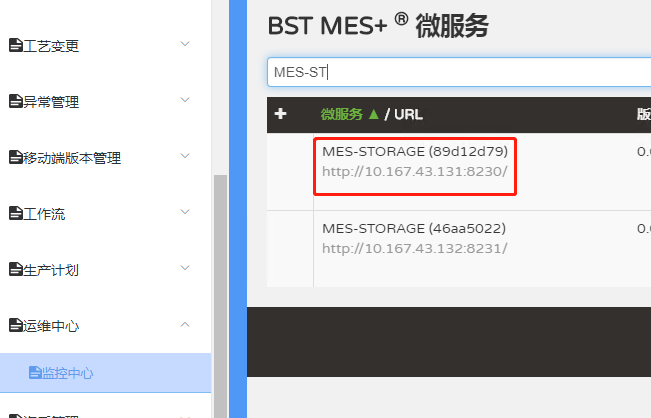 工艺变更
异常管理
移动端版本管理
工作流
生产计划
运维中心
监控中心
BST MES+ ® 微服务
MES-ST
+ 微服务 ▲ / URL 版
MES-STORAGE (89d12d79) 0.
http://10.167.43.131:8230/
MES-STORAGE (46aa5022) 0.
http://10.167.43.132:8231/